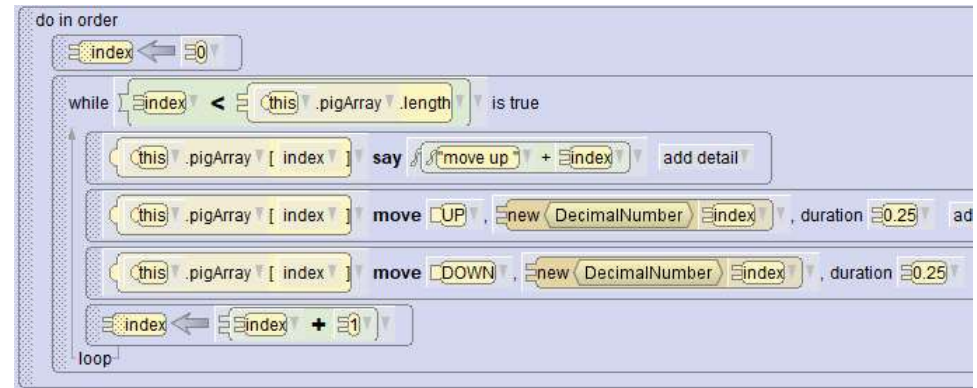 do in order
index 0
while index < this .pigArray .length is true
this .pigArray [ index ] say "move up " + index add detail
this .pigArray [ index ] move UP , new DecimalNumber index , duration 0.25 ad
this .pigArray [ index ] move DOWN , new DecimalNumber index , duration 0.25
index index + 1
loop